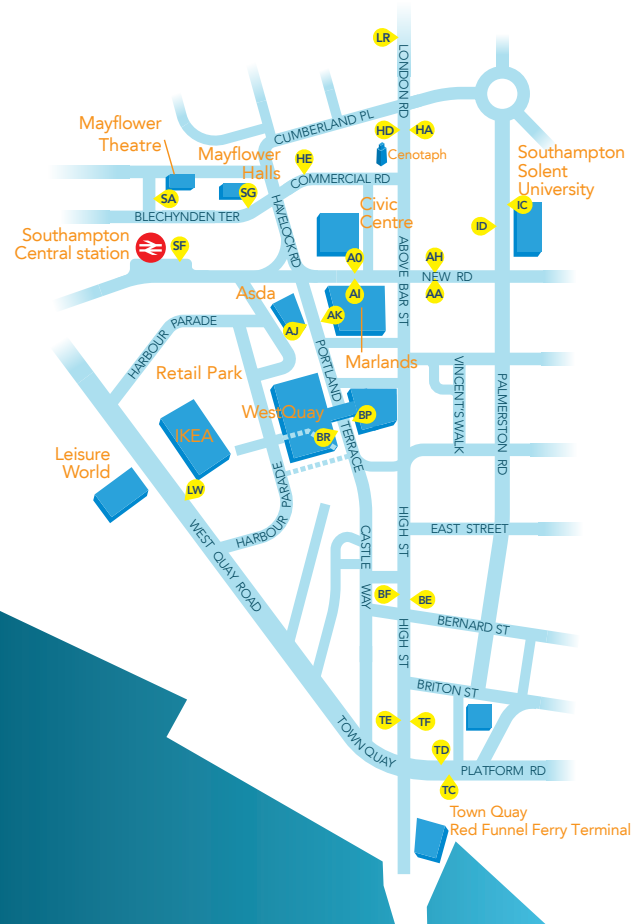 LR
LONDON RD
CUMBERLAND PL
HD
HA
Mayflower
Theatre
Mayflower
Halls
HE
Cenotaph
COMMERCIAL RD
Southampton
Solent
University
SA
SG
IC
BLECHYNDEN TER
HAVELOCK RD
Civic
Centre
ID
Southampton
Central station
SF
A0
ABOVE BAR ST
AH
NEW RD
Asda
AI
AA
AK
AJ
HARBOUR PARADE
PORTLAND TERRACE
Marlands
Retail Park
VINCENT'S WALK
PALMERSTON RD
WestQuay
BP
IKEA
BR
Leisure
World
LW
HARBOUR PARADE
WEST QUAY ROAD
CASTLE WAY
HIGH ST
EAST STREET
BF
BE
BERNARD ST
HIGH ST
BRITON ST
TE
TF
TOWN QUAY
TD
PLATFORM RD
TC
Town Quay
Red Funnel Ferry Terminal